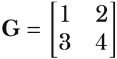 G = [1 2
3 4]